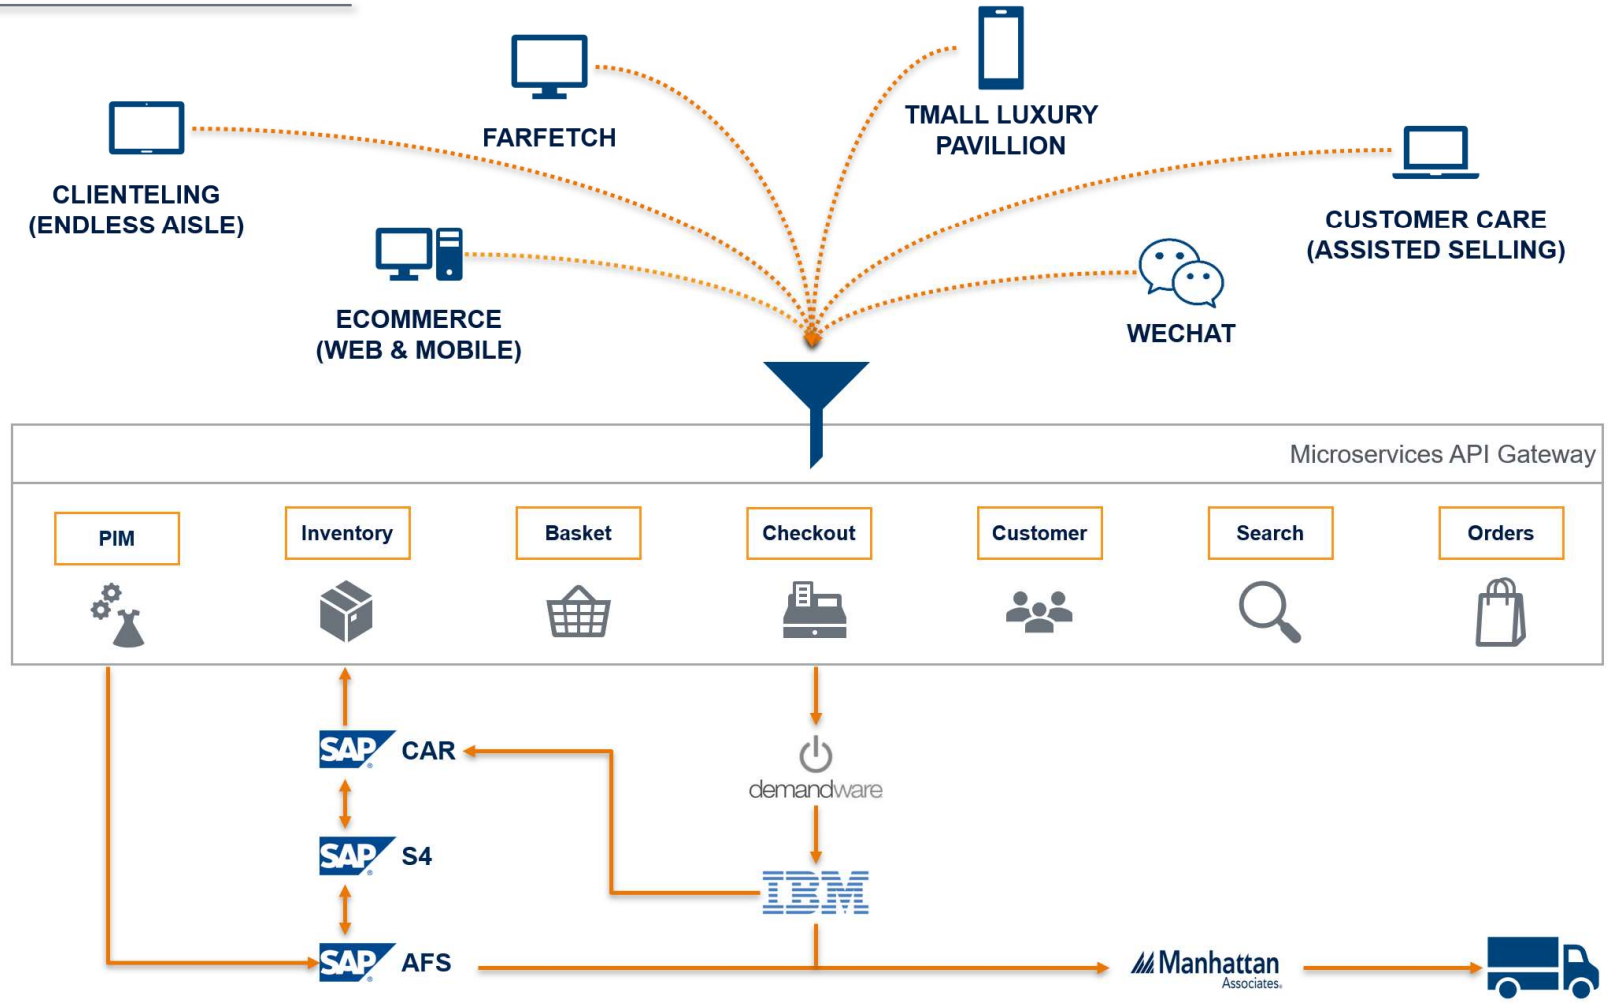 FARFETCH
TMALL LUXURY
PAVILLION
CLIENTELING
(ENDLESS AISLE)
CUSTOMER CARE
(ASSISTED SELLING)
ECOMMERCE
(WEB & MOBILE)
WECHAT
Microservices API Gateway
PIM
Inventory
Basket
Checkout
Customer
Search
Orders
SAP® CAR
demandware
SAP® S4
IBM
SAP® AFS
Manhattan
Associates.